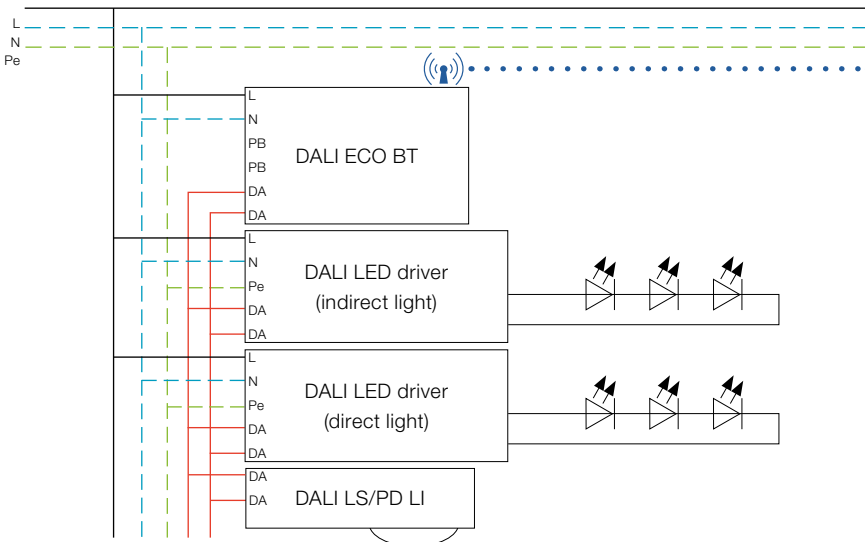 L
N
Pe
L
N
PB
PB
DA
DA
DALI ECO BT
L
N
Pe
DA
DA
DALI LED driver
(indirect light)
L
N
Pe
DA
DA
DALI LED driver
(direct light)
DA
DA
DALI LS/PD LI